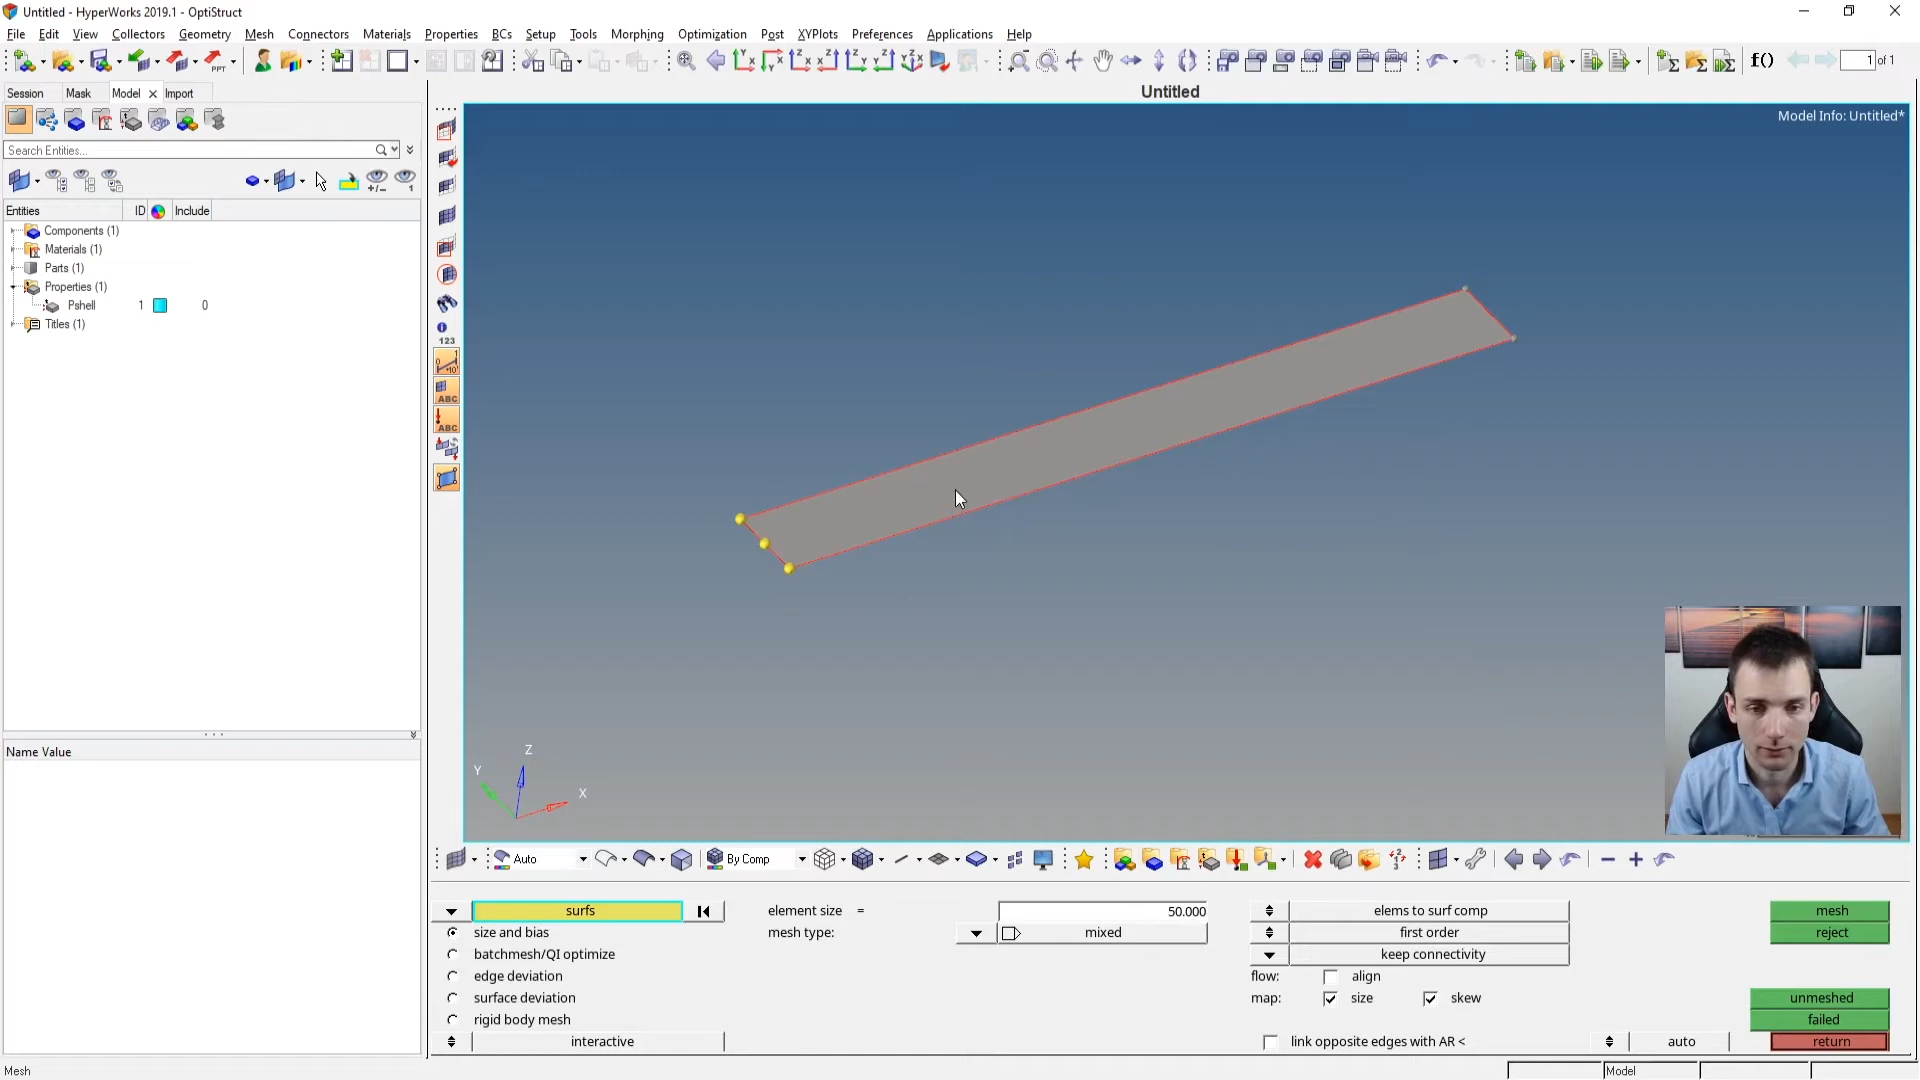 Untitled - HyperWorks 2019.1 - OptiStruct
File Edit View Collectors Geometry Mesh Connectors Materials Properties BCs Setup Tools Morphing Optimization Post XYPlots Preferences Applications Help
PPT f() 1 of 1
Session Mask Model Import
Untitled
Model Info: Untitled*
Search Entities...
Entities ID Include
Components (1)
Materials (1)
Parts (1)
Properties (1)
Pshell 1 0
Titles (1)
123
ABC
ABC
Name Value
Z
Y
X
Auto By Comp
surfs element size = 50.000 elems to surf comp mesh
size and bias mesh type: mixed first order reject
batchmesh/QI optimize keep connectivity
edge deviation flow: align
surface deviation map: size skew unmeshed
rigid body mesh failed
interactive link opposite edges with AR < auto return
Mesh Model